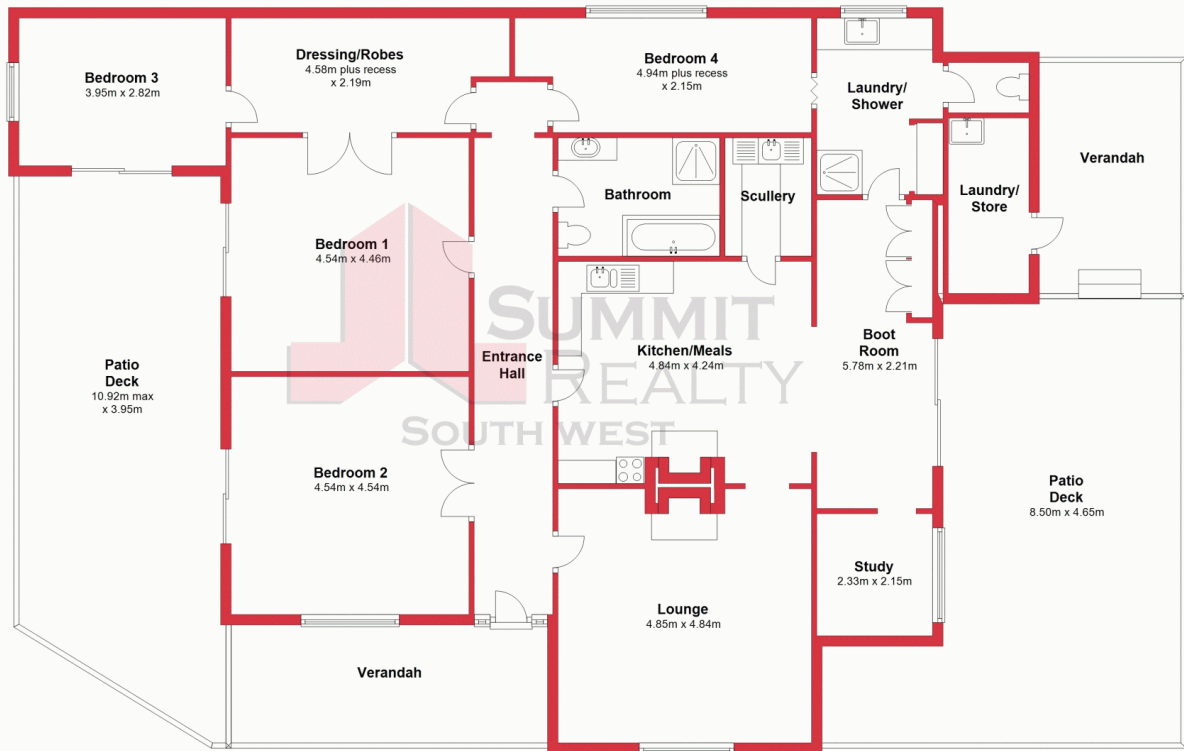 Bedroom 3
3.95m x 2.82m
Dressing/Robes
4.58m plus recess
x 2.19m
Bedroom 4
4.94m plus recess
x 2.15m
Laundry/
Shower
Verandah
Laundry/
Store
Bathroom
Scullery
Bedroom 1
4.54m x 4.46m
SUMMIT
REALTY
SOUTH WEST
Entrance
Hall
Kitchen/Meals
4.84m x 4.24m
Boot
Room
5.78m x 2.21m
Patio
Deck
10.92m max
x 3.95m
Bedroom 2
4.54m x 4.54m
Patio
Deck
8.50m x 4.65m
Study
2.33m x 2.15m
Lounge
4.85m x 4.84m
Verandah